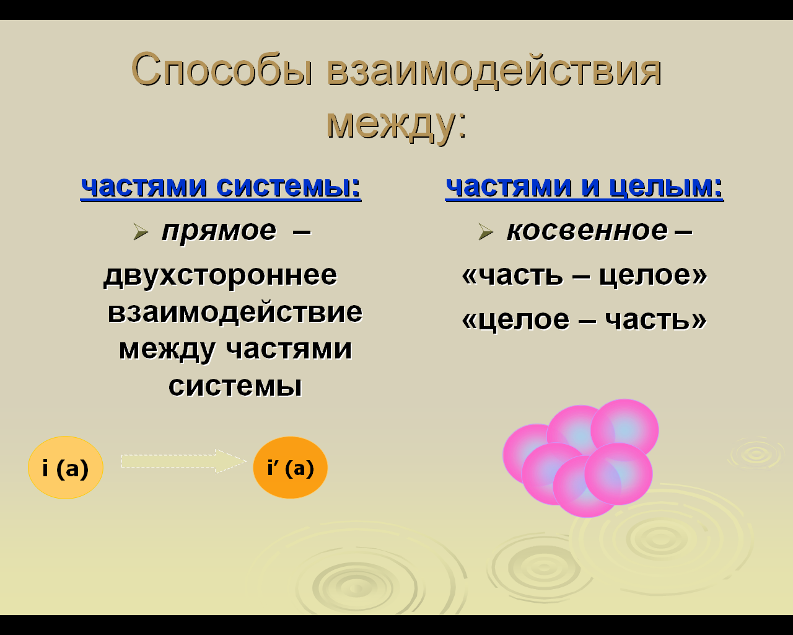 Способы взаимодействия
между:
частями системы:
прямое –
двухстороннее
взаимодействие
между частями
системы
частями и целым:
косвенное –
«часть – целое»
«целое – часть»
i (a)
i’ (a)